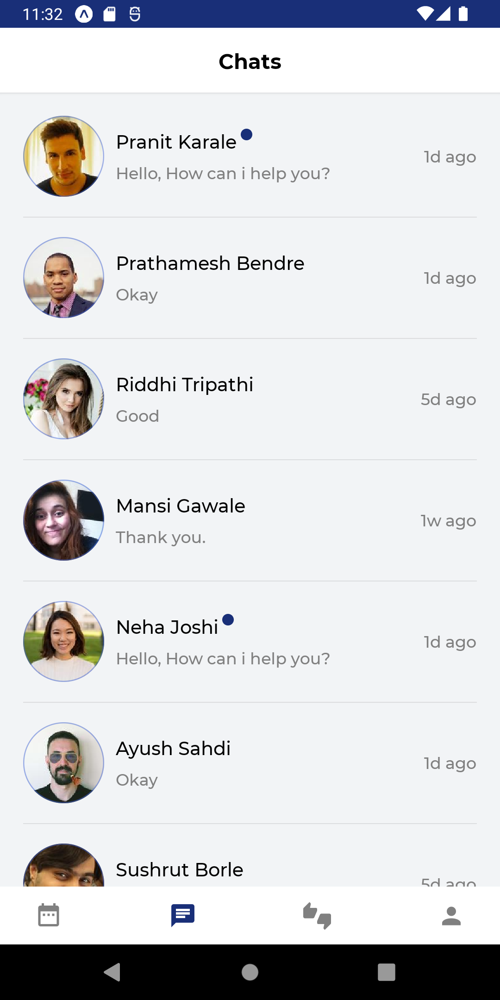 11:32
Chats
Pranit Karale
Hello, How can i help you?
1d ago
Prathamesh Bendre
Okay
1d ago
Riddhi Tripathi
Good
5d ago
Mansi Gawale
Thank you.
1w ago
Neha Joshi
Hello, How can i help you?
1d ago
Ayush Sahdi
Okay
1d ago
Sushrut Borle
5d ago